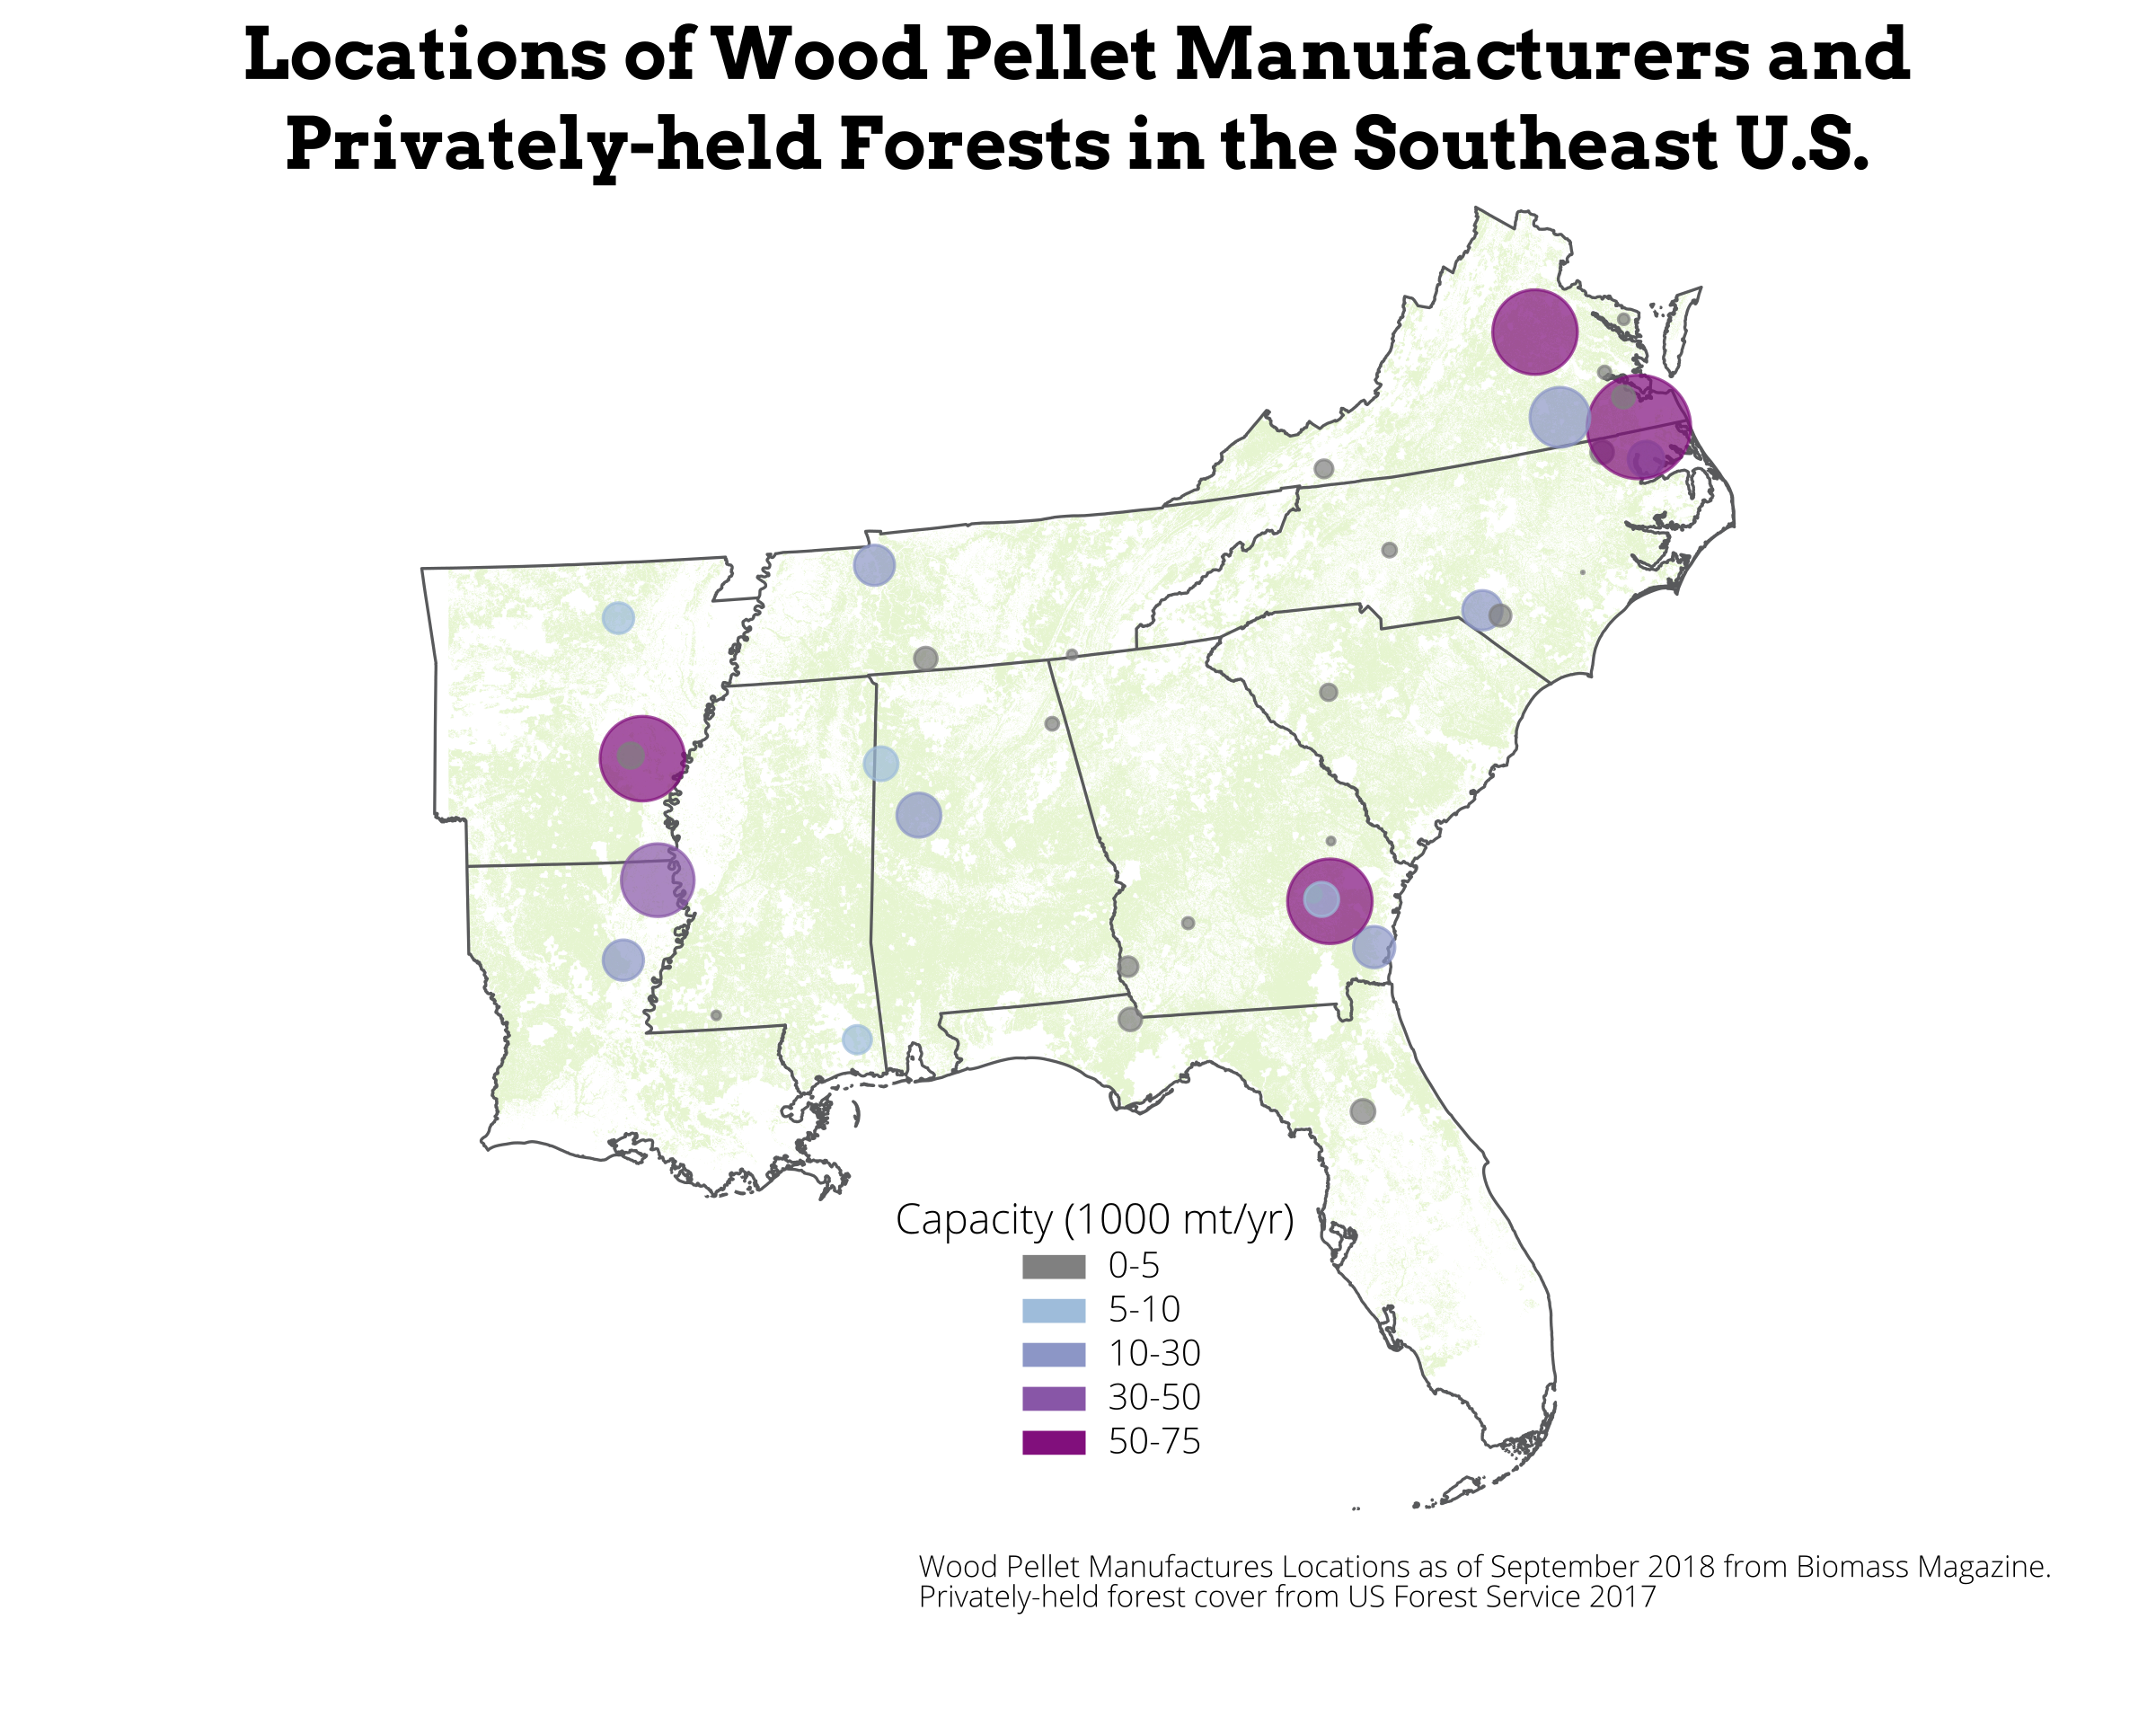 Locations of Wood Pellet Manufacturers and
Privately-held Forests in the Southeast U.S.
Capacity (1000 mt/yr)
0-5
5-10
10-30
30-50
50-75
Wood Pellet Manufactures Locations as of September 2018 from Biomass Magazine.
Privately-held forest cover from US Forest Service 2017